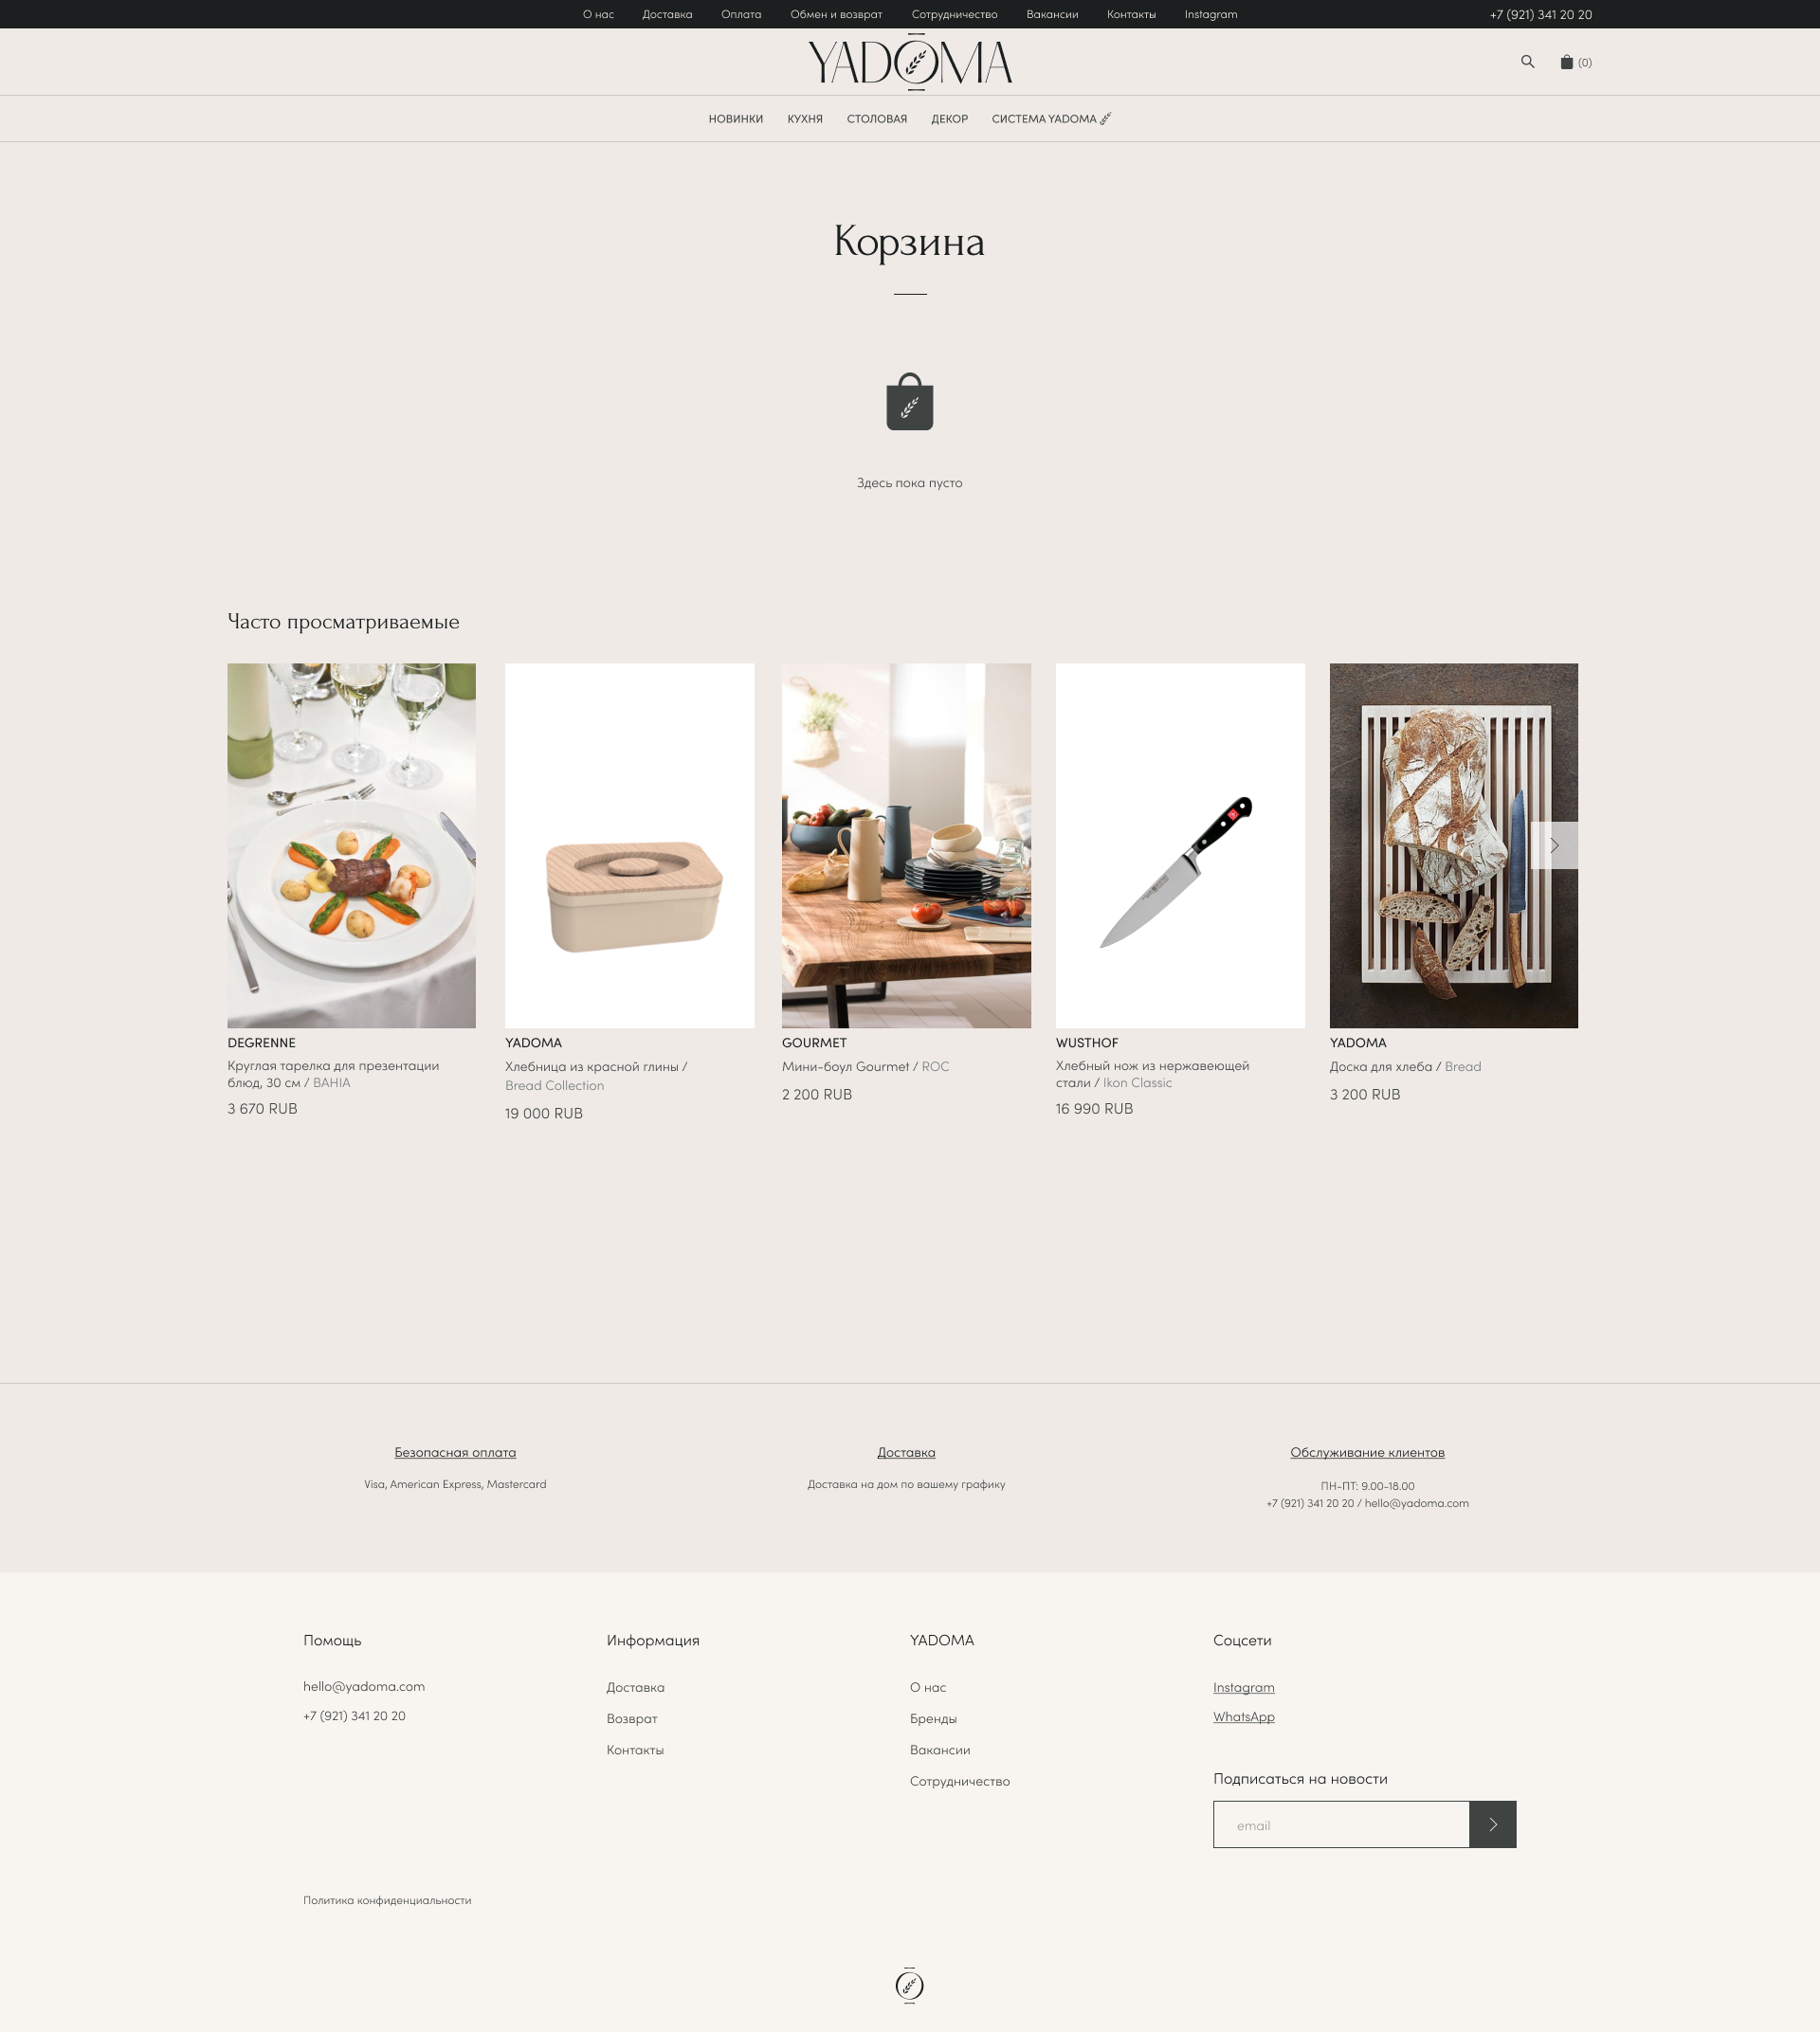 О нас Доставка Оплата Обмен и возврат Сотрудничество Вакансии Контакты Instagram +7 (921) 341 20 20
YADOMA
(0)
НОВИНКИ КУХНЯ СТОЛОВАЯ ДЕКОР СИСТЕМА YADOMA
Корзина
Здесь пока пусто
Часто просматриваемые
DEGRENNE
Круглая тарелка для презентации
блюд, 30 см / BAHIA
3 670 RUB
YADOMA
Хлебница из красной глины /
Bread Collection
19 000 RUB
GOURMET
Мини-боул Gourmet / ROC
2 200 RUB
WUSTHOF
Хлебный нож из нержавеющей
стали / Ikon Classic
16 990 RUB
YADOMA
Доска для хлеба / Bread
3 200 RUB
Безопасная оплата
Visa, American Express, Mastercard
Доставка
Доставка на дом по вашему графику
Обслуживание клиентов
ПН-ПТ: 9.00-18.00
+7 (921) 341 20 20 / hello@yadoma.com
Помощь
hello@yadoma.com
+7 (921) 341 20 20
Информация
Доставка
Возврат
Контакты
YADOMA
О нас
Бренды
Вакансии
Сотрудничество
Соцсети
Instagram
WhatsApp
Подписаться на новости
email
Политика конфиденциальности